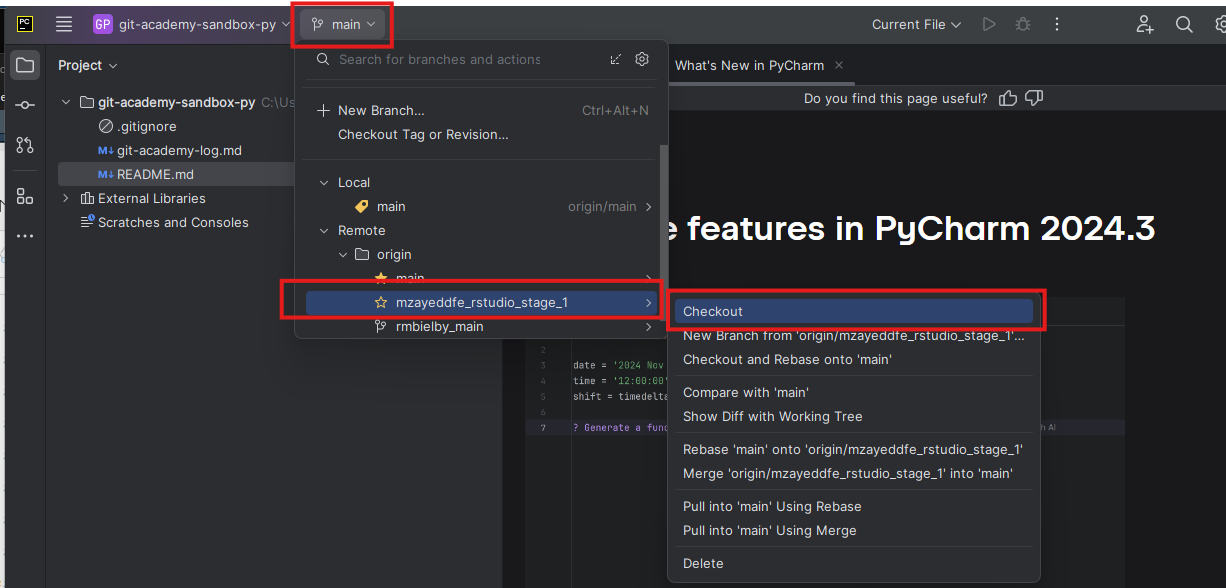 PC
GP git-academy-sandbox-py
main
Current File
Project
git-academy-sandbox-py C:\Us
.gitignore
M↓ git-academy-log.md
M↓ README.md
External Libraries
Scratches and Consoles
Search for branches and actions
New Branch... Ctrl+Alt+N
Checkout Tag or Revision...
Local
main origin/main
Remote
origin
main
mzayeddfe_rstudio_stage_1
rmbielby_main
What's New in PyCharm
Do you find this page useful?
features in PyCharm 2024.3
2
3 date = '2024 Nov
4 time = '12:00:00'
5 shift = timedelta
6
7 ? Generate a func
h AI
Checkout
New Branch from 'origin/mzayeddfe_rstudio_stage_1'...
Checkout and Rebase onto 'main'
Compare with 'main'
Show Diff with Working Tree
Rebase 'main' onto 'origin/mzayeddfe_rstudio_stage_1'
Merge 'origin/mzayeddfe_rstudio_stage_1' into 'main'
Pull into 'main' Using Rebase
Pull into 'main' Using Merge
Delete